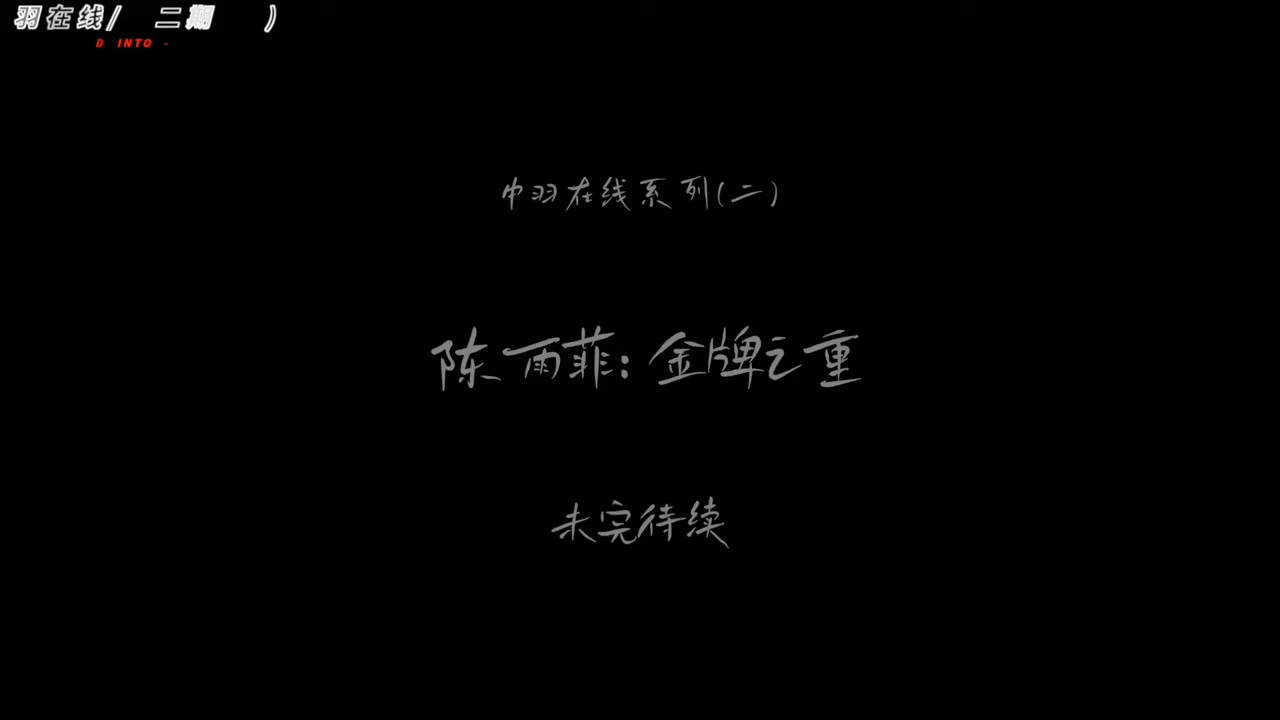 羽在线/ 二期 )
D INTO -
中羽在线系列(二)
陈雨菲:金牌之重
未完待续